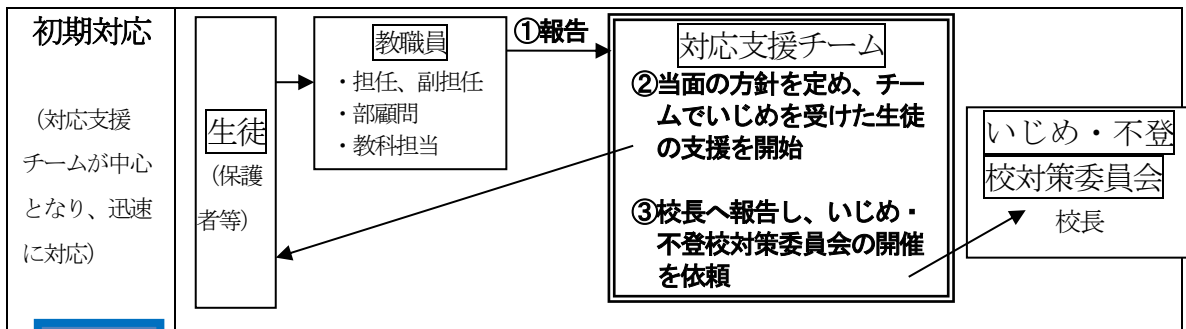 初期対応
（対応支援
チームが中心
となり、迅速
に対応）
生徒
（保護
者等）
教職員
・担任、副担任
・部顧問
・教科担当
①報告
対応支援チーム
②当面の方針を定め、チー
ムでいじめを受けた生徒
の支援を開始
③校長へ報告し、いじめ・
不登校対策委員会の開催
を依頼
いじめ・不登
校対策委員会
校長